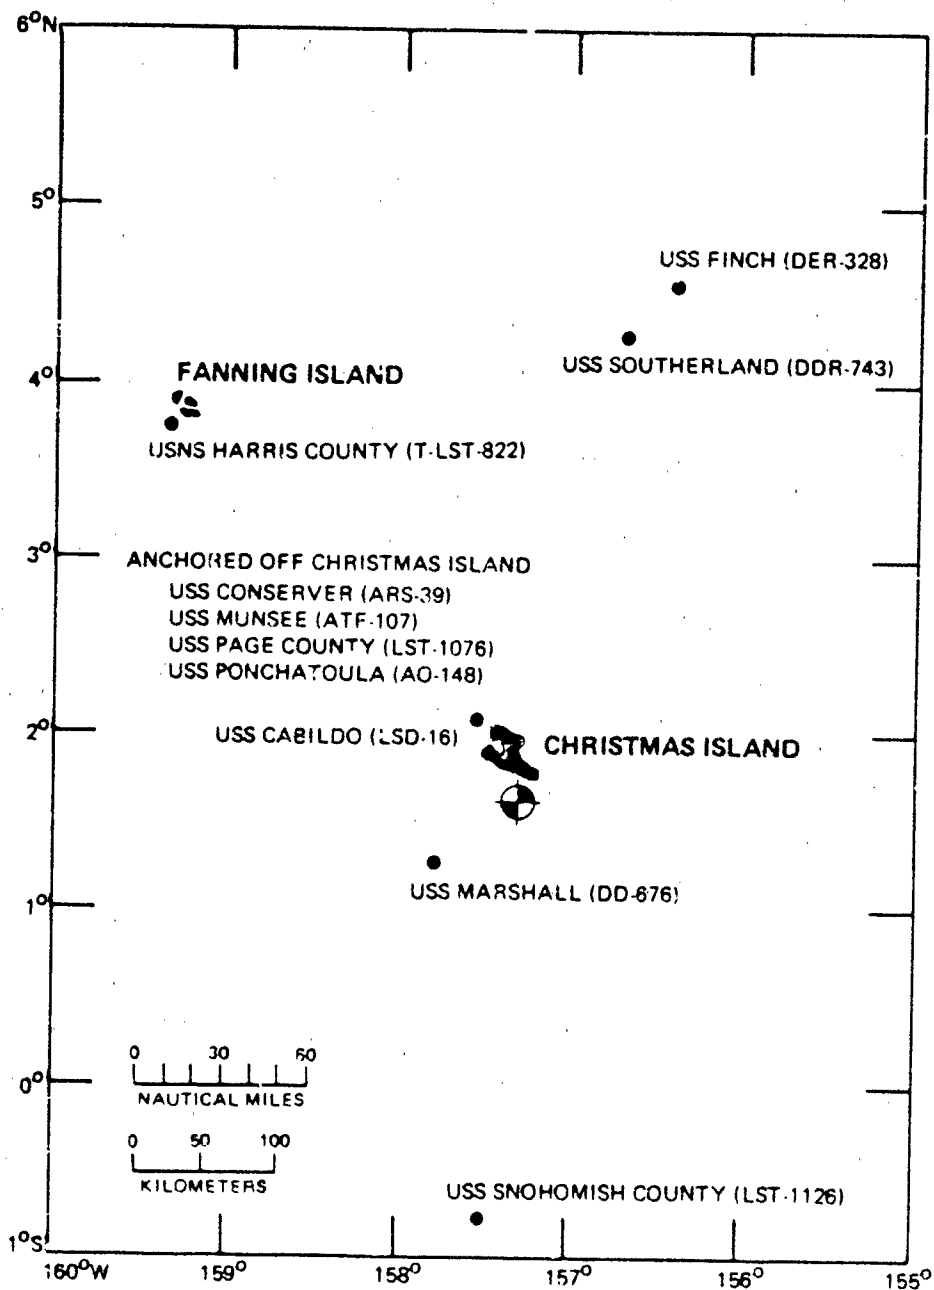 6°N
5°
USS FINCH (DER-328)
USS SOUTHERLAND (DDR-743)
FANNING ISLAND
4°
USNS HARRIS COUNTY (T-LST-822)
3°
ANCHORED OFF CHRISTMAS ISLAND
USS CONSERVER (ARS-39)
USS MUNSEE (ATF-107)
USS PAGE COUNTY (LST-1076)
USS PONCHATOULA (AO-148)
2°
USS CABILDO (LSD-16)
CHRISTMAS ISLAND
USS MARSHALL (DD-676)
1°
0 30 60
NAUTICAL MILES
0°
0 50 100
KILOMETERS
USS SNOHOMISH COUNTY (LST-1126)
1°S
160°W 159° 158° 157° 156° 155°